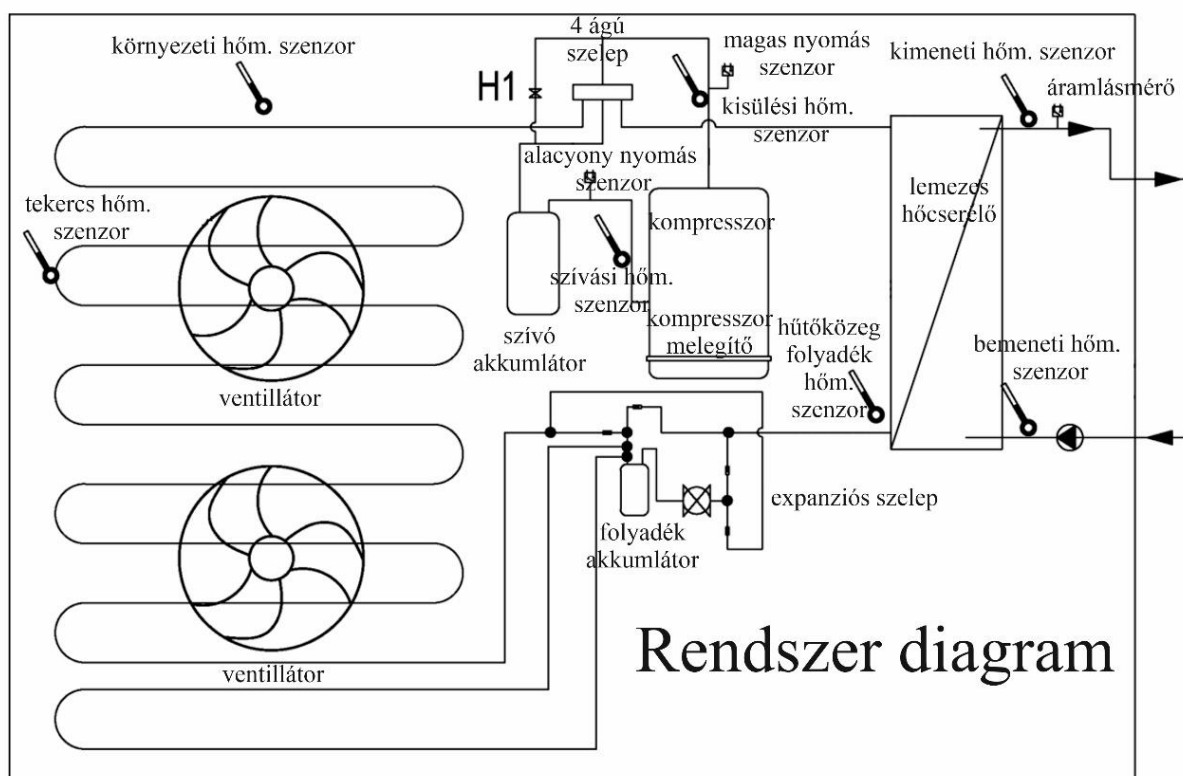 környezeti hőm. szenzor
4 ágú
szelep
magas nyomás
szenzor
kimeneti hőm. szenzor
áramlásmérő
H1
kisülési hőm.
szenzor
alacyony nyomás
szenzor
lemezes
hőcserélő
tekercs hőm.
szenzor
kompresszor
szívási hőm.
szenzor
szívó
akkumlátor
kompresszor
melegítő
hűtőközeg
folyadék
hőm.
szenzor
bemeneti hőm.
szenzor
ventillátor
expanziós szelep
folyadék
akkumlátor
Rendszer diagram
ventillátor